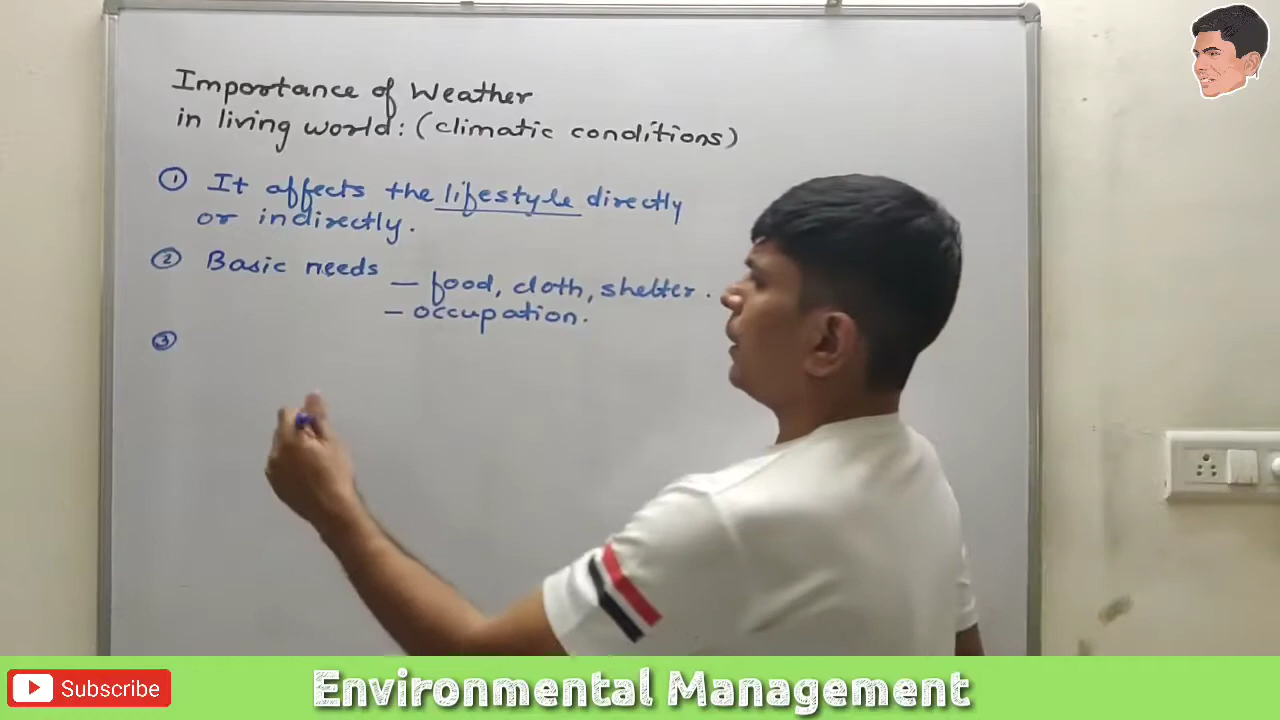 Importance of Weather
in living world: (climatic conditions)
① It affects the lifestyle directly
or indirectly.
② Basic needs – food, cloth, shelter.
– occupation.
③
Subscribe
Environmental Management